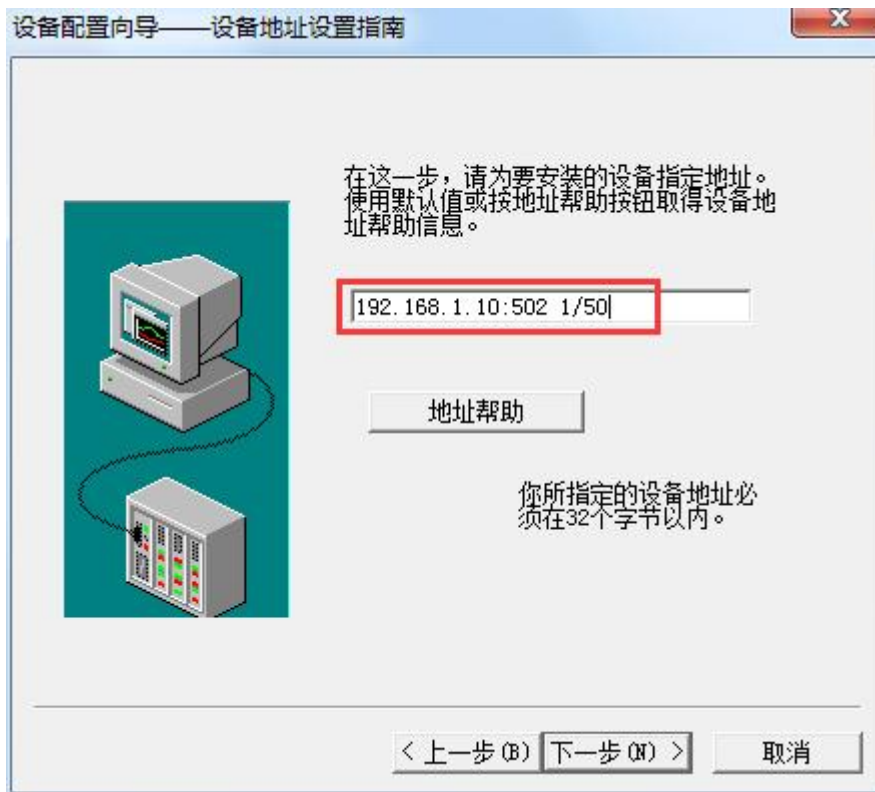 设备配置向导——设备地址设置指南
在这一步，请为要安装的设备指定地址。
使用默认值或按地址帮助按钮取得设备地
址帮助信息。
192.168.1.10:502 1/50
地址帮助
你所指定的设备地址必
须在32个字节以内。
< 上一步(B) 下一步(N) > 取消